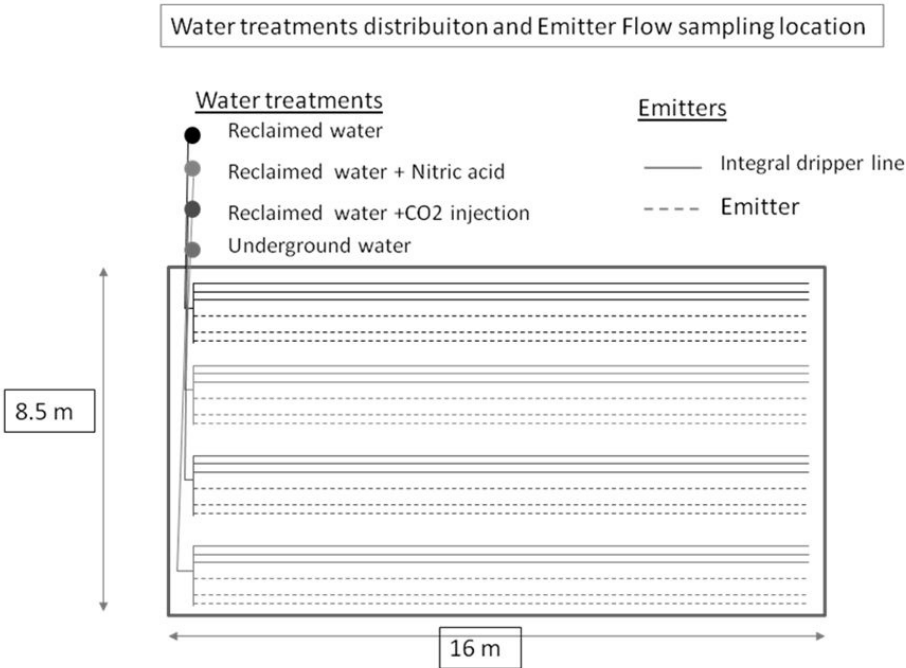 Water treatments distribuiton and Emitter Flow sampling location
Water treatments
Reclaimed water
Reclaimed water + Nitric acid
Reclaimed water +CO2 injection
Underground water
Emitters
Integral dripper line
Emitter
8.5 m
16 m